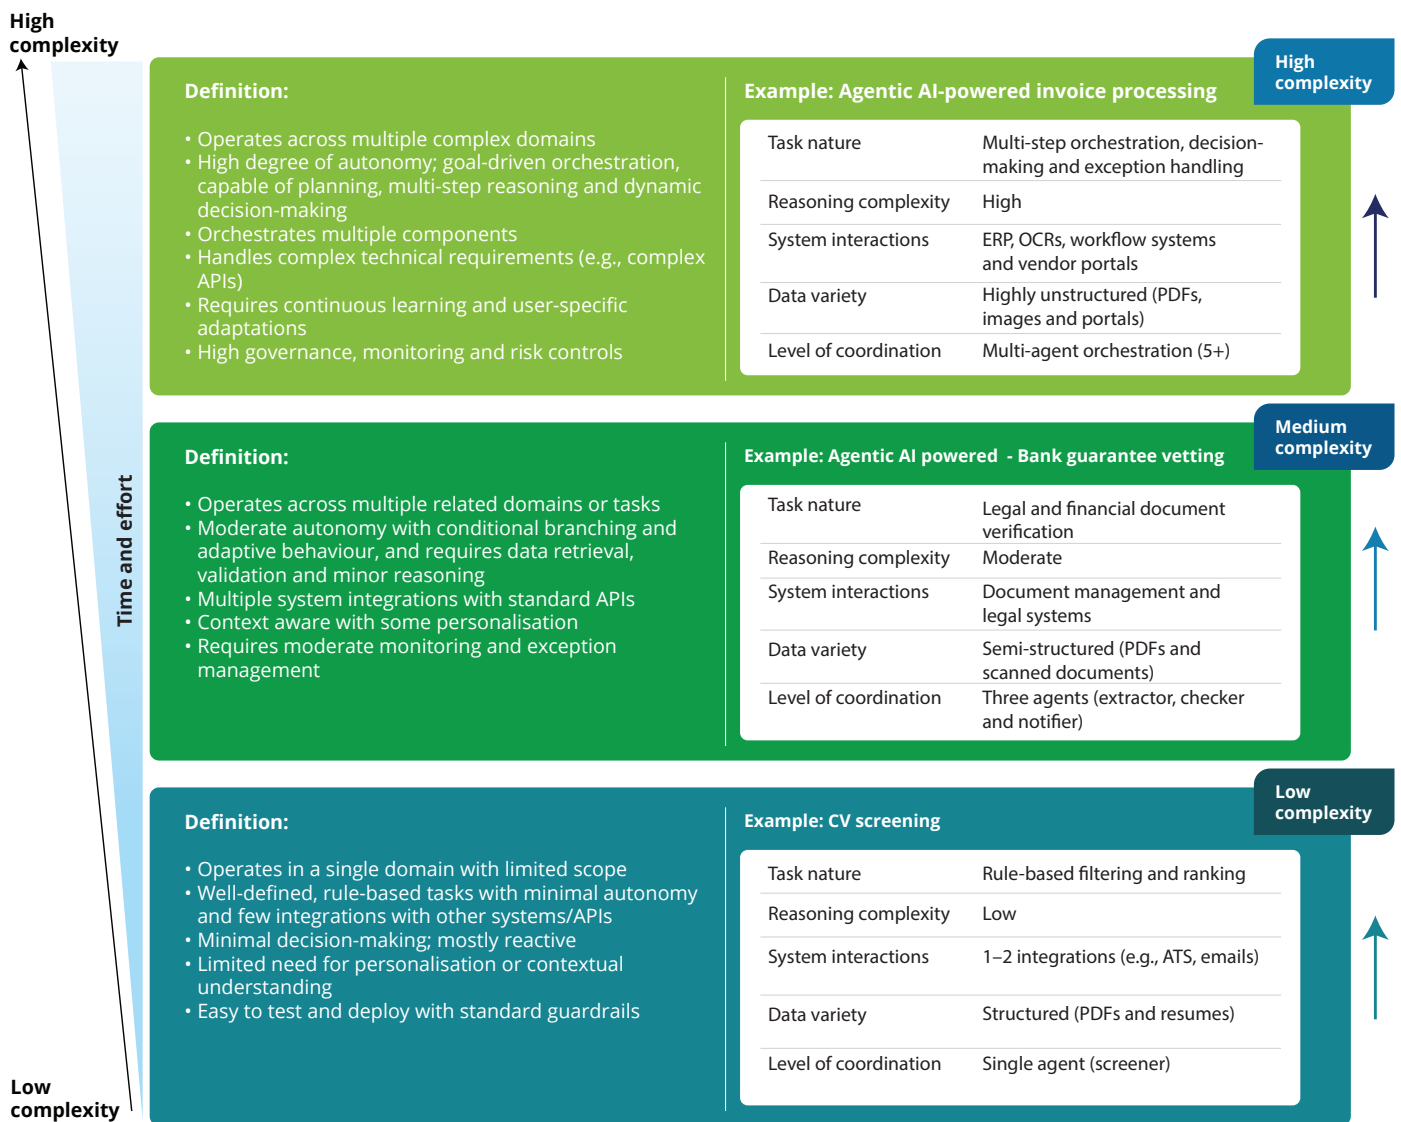 High
complexity
High
complexity
Definition:
• Operates across multiple complex domains
• High degree of autonomy; goal-driven orchestration,
capable of planning, multi-step reasoning and dynamic
decision-making
• Orchestrates multiple components
• Handles complex technical requirements (e.g., complex
APIs)
• Requires continuous learning and user-specific
adaptations
• High governance, monitoring and risk controls
Example: Agentic AI-powered invoice processing
Task nature
Multi-step orchestration, decision-
making and exception handling
Reasoning complexity
High
System interactions
ERP, OCRs, workflow systems
and vendor portals
Data variety
Highly unstructured (PDFs,
images and portals)
Level of coordination
Multi-agent orchestration (5+)
Time and effort
Medium
complexity
Definition:
• Operates across multiple related domains or tasks
• Moderate autonomy with conditional branching and
adaptive behaviour, and requires data retrieval,
validation and minor reasoning
• Multiple system integrations with standard APIs
• Context aware with some personalisation
• Requires moderate monitoring and exception
management
Example: Agentic AI powered  - Bank guarantee vetting
Task nature
Legal and financial document
verification
Reasoning complexity
Moderate
System interactions
Document management and
legal systems
Data variety
Semi-structured (PDFs and
scanned documents)
Level of coordination
Three agents (extractor, checker
and notifier)
Low
complexity
Definition:
• Operates in a single domain with limited scope
• Well-defined, rule-based tasks with minimal autonomy
and few integrations with other systems/APIs
• Minimal decision-making; mostly reactive
• Limited need for personalisation or contextual
understanding
• Easy to test and deploy with standard guardrails
Example: CV screening
Task nature
Rule-based filtering and ranking
Reasoning complexity
Low
System interactions
1–2 integrations (e.g., ATS, emails)
Data variety
Structured (PDFs and resumes)
Level of coordination
Single agent (screener)
Low
complexity